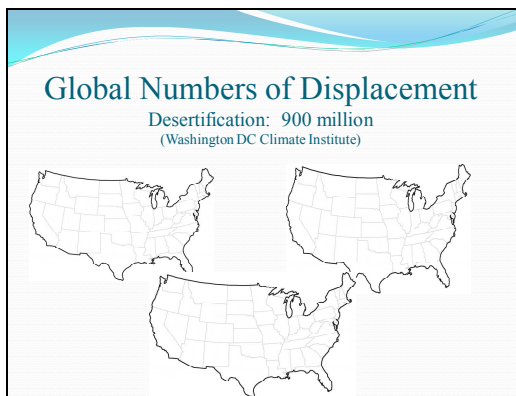 Global Numbers of Displacement
Desertification: 900 million
(Washington DC Climate Institute)